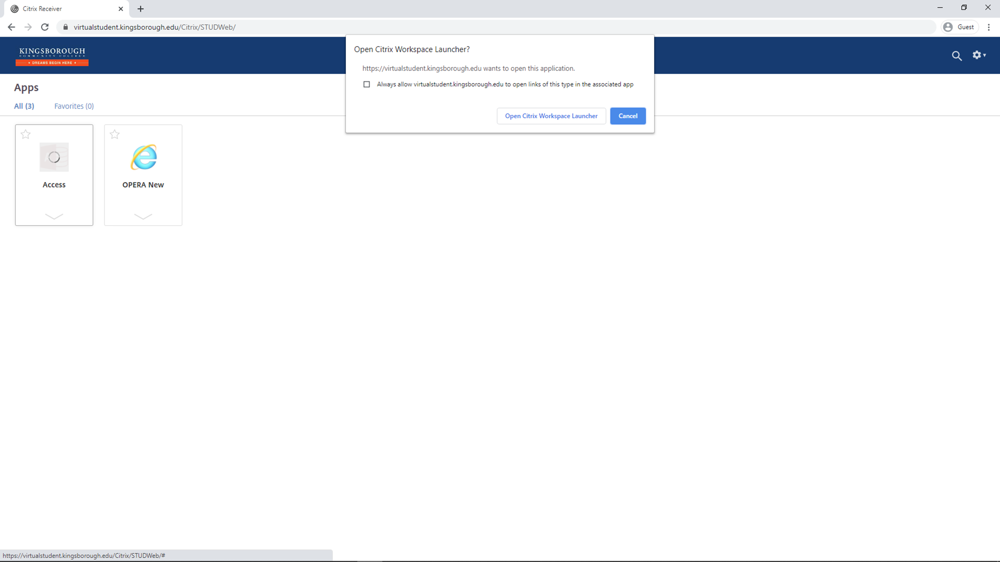 Citrix Receiver
virtualstudent.kingsborough.edu/Citrix/STUDWeb/
Guest
KINGSBOROUGH
COMMUNITY COLLEGE
DREAMS BEGIN HERE
Open Citrix Workspace Launcher?
https://virtualstudent.kingsborough.edu wants to open this application.
Always allow virtualstudent.kingsborough.edu to open links of this type in the associated app
Open Citrix Workspace Launcher
Cancel
Apps
All (3)
Favorites (0)
Access
OPERA New
https://virtualstudent.kingsborough.edu/Citrix/STUDWeb/#